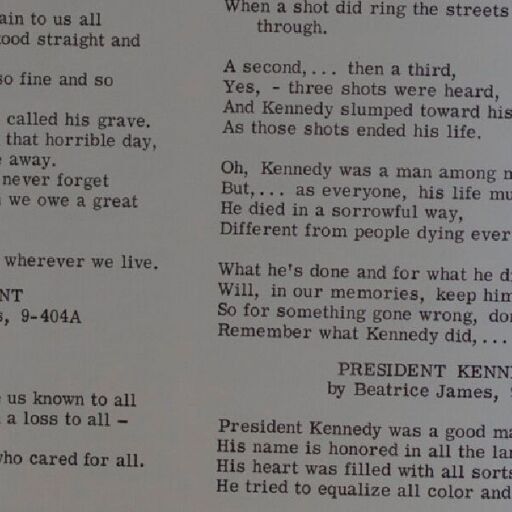 ain to us all
ood straight and
so fine and so
called his grave.
that horrible day,
away.
never forget
we owe a great
wherever we live.
NT
, 9-404A
us known to all
a loss to all –
who cared for all.
When a shot did ring the streets
through.
A second,... then a third,
Yes, - three shots were heard,
And Kennedy slumped toward his
As those shots ended his life.
Oh, Kennedy was a man among m
But,... as everyone, his life mu
He died in a sorrowful way,
Different from people dying ever
What he's done and for what he d
Will, in our memories, keep him
So for something gone wrong, do
Remember what Kennedy did,...
PRESIDENT KENN
by Beatrice James,
President Kennedy was a good ma
His name is honored in all the la
His heart was filled with all sorts
He tried to equalize all color and